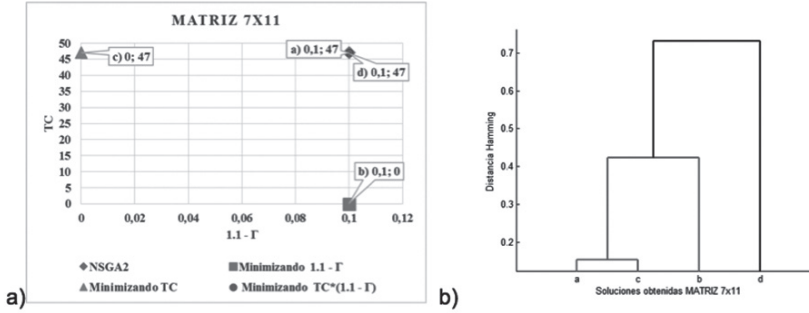 MATRIZ 7X11
50
45
40
35
30
25
20
15
10
5
0
TC
c) 0; 47
a) 0,1; 47
d) 0,1; 47
b) 0,1; 0
0 0,02 0,04 0,06 0,08 0,1 0,12
1.1 - Γ
NSGA2 Minimizando 1.1 - Γ
Minimizando TC Minimizando TC*(1.1 - Γ)
a)
0.7
0.6
0.5
0.4
0.3
0.2
Distancia Hamming
a c b d
Soluciones obtenidas MATRIZ 7x11
b)